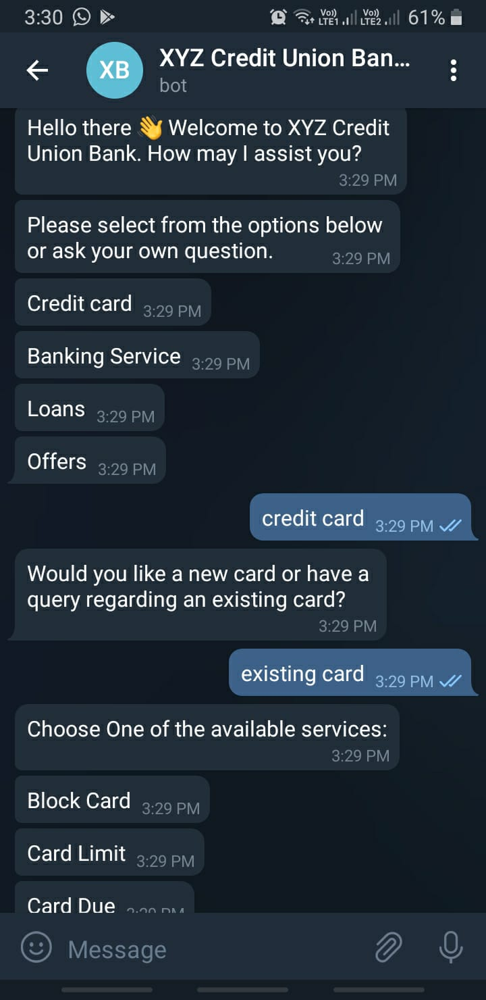 3:30
Vo)) LTE1 Vo)) LTE2 61%
XB
XYZ Credit Union Ban...
bot
Hello there 👋 Welcome to XYZ Credit
Union Bank. How may I assist you?
3:29 PM
Please select from the options below
or ask your own question. 3:29 PM
Credit card 3:29 PM
Banking Service 3:29 PM
Loans 3:29 PM
Offers 3:29 PM
credit card 3:29 PM
Would you like a new card or have a
query regarding an existing card?
3:29 PM
existing card 3:29 PM
Choose One of the available services:
3:29 PM
Block Card 3:29 PM
Card Limit 3:29 PM
Card Due 3:29 PM
Message